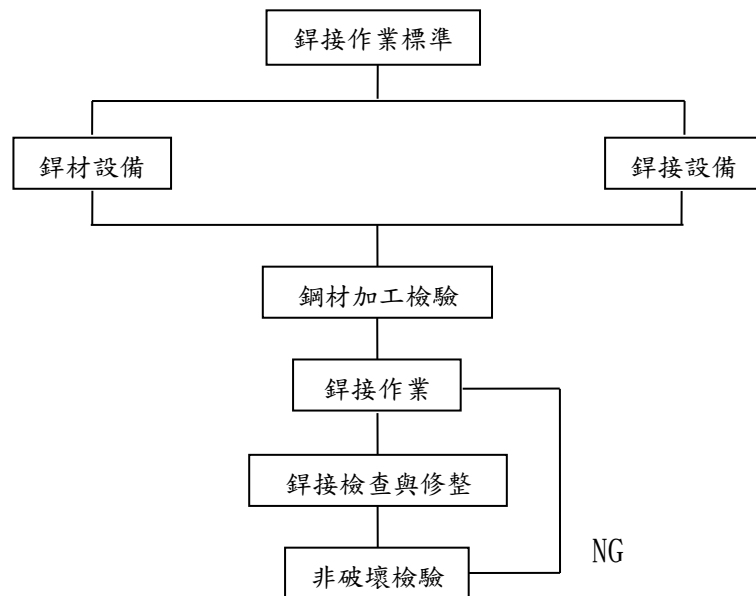 銲接作業標準
銲材設備
銲接設備
鋼材加工檢驗
銲接作業
銲接檢查與修整
非破壞檢驗
NG